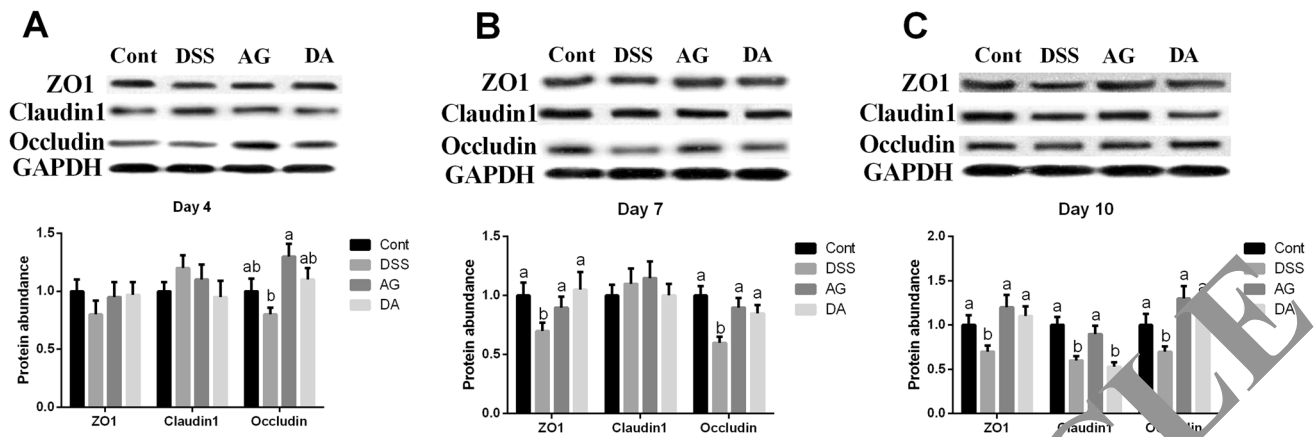 A
Cont DSS AG DA
ZO1
Claudin1
Occludin
GAPDH
Day 4
Protein abundance
1.5
1.0
0.5
0.0
ab b a ab
ZO1 Claudin1 Occludin
Cont
DSS
AG
DA
B
Cont DSS AG DA
ZO1
Claudin1
Occludin
GAPDH
Day 7
Protein abundance
1.5
1.0
0.5
0.0
a b a a a b a a
ZO1 Claudin1 Occludin
Cont
DSS
AG
DA
C
Cont DSS AG DA
ZO1
Claudin1
Occludin
GAPDH
Day 10
Protein abundance
2.0
1.5
1.0
0.5
0.0
a b a a a b a b a b a
ZO1 Claudin1
Cont
DSS
AG
DA